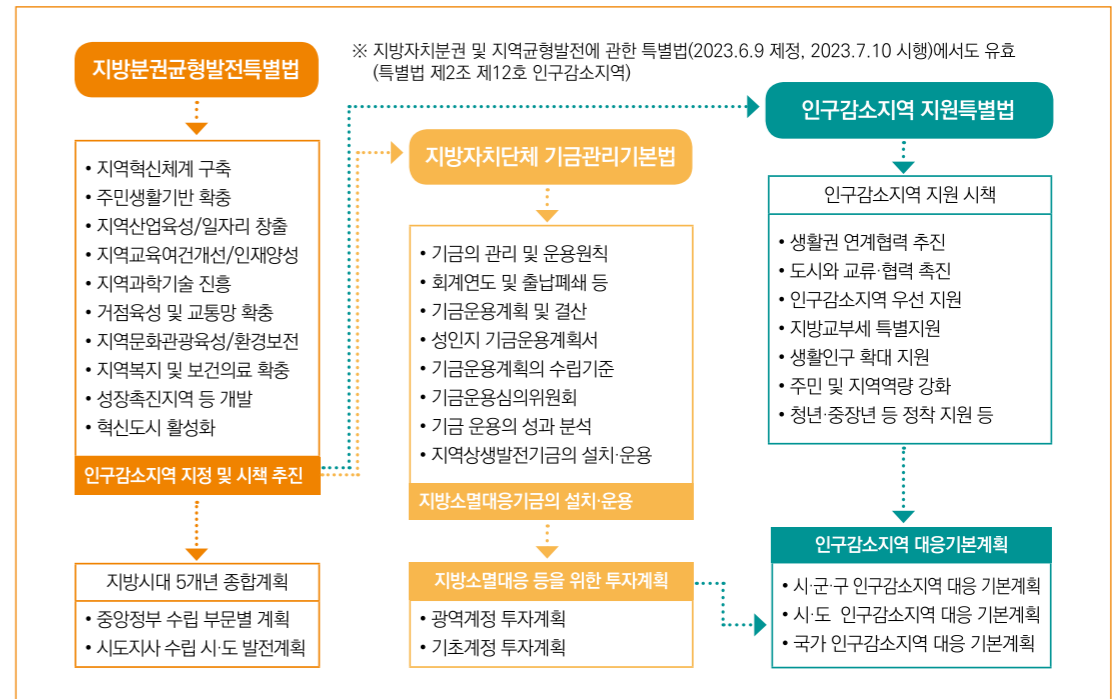 ※ 지방자치분권 및 지역균형발전에 관한 특별법(2023.6.9 제정, 2023.7.10 시행)에서도 유효
(특별법 제2조 제12호 인구감소지역)
지방분권균형발전특별법
• 지역혁신체계 구축
• 주민생활기반 확충
• 지역산업육성/일자리 창출
• 지역교육여건개선/인재양성
• 지역과학기술 진흥
• 거점육성 및 교통망 확충
• 지역문화관광육성/환경보전
• 지역복지 및 보건의료 확충
• 성장촉진지역 등 개발
• 혁신도시 활성화
인구감소지역 지정 및 시책 추진
지방시대 5개년 종합계획
• 중앙정부 수립 부문별 계획
• 시도지사 수립 시·도 발전계획
지방자치단체 기금관리기본법
• 기금의 관리 및 운용원칙
• 회계연도 및 출납폐쇄 등
• 기금운용계획 및 결산
• 성인지 기금운용계획서
• 기금운용계획의 수립기준
• 기금운용심의위원회
• 기금 운용의 성과 분석
• 지역상생발전기금의 설치·운용
지방소멸대응기금의 설치·운용
지방소멸대응 등을 위한 투자계획
• 광역계정 투자계획
• 기초계정 투자계획
인구감소지역 지원특별법
인구감소지역 지원 시책
• 생활권 연계협력 추진
• 도시와 교류·협력 촉진
• 인구감소지역 우선 지원
• 지방교부세 특별지원
• 생활인구 확대 지원
• 주민 및 지역역량 강화
• 청년·중장년 등 정착 지원 등
인구감소지역 대응기본계획
• 시·군·구 인구감소지역 대응 기본계획
• 시·도 인구감소지역 대응 기본계획
• 국가 인구감소지역 대응 기본계획